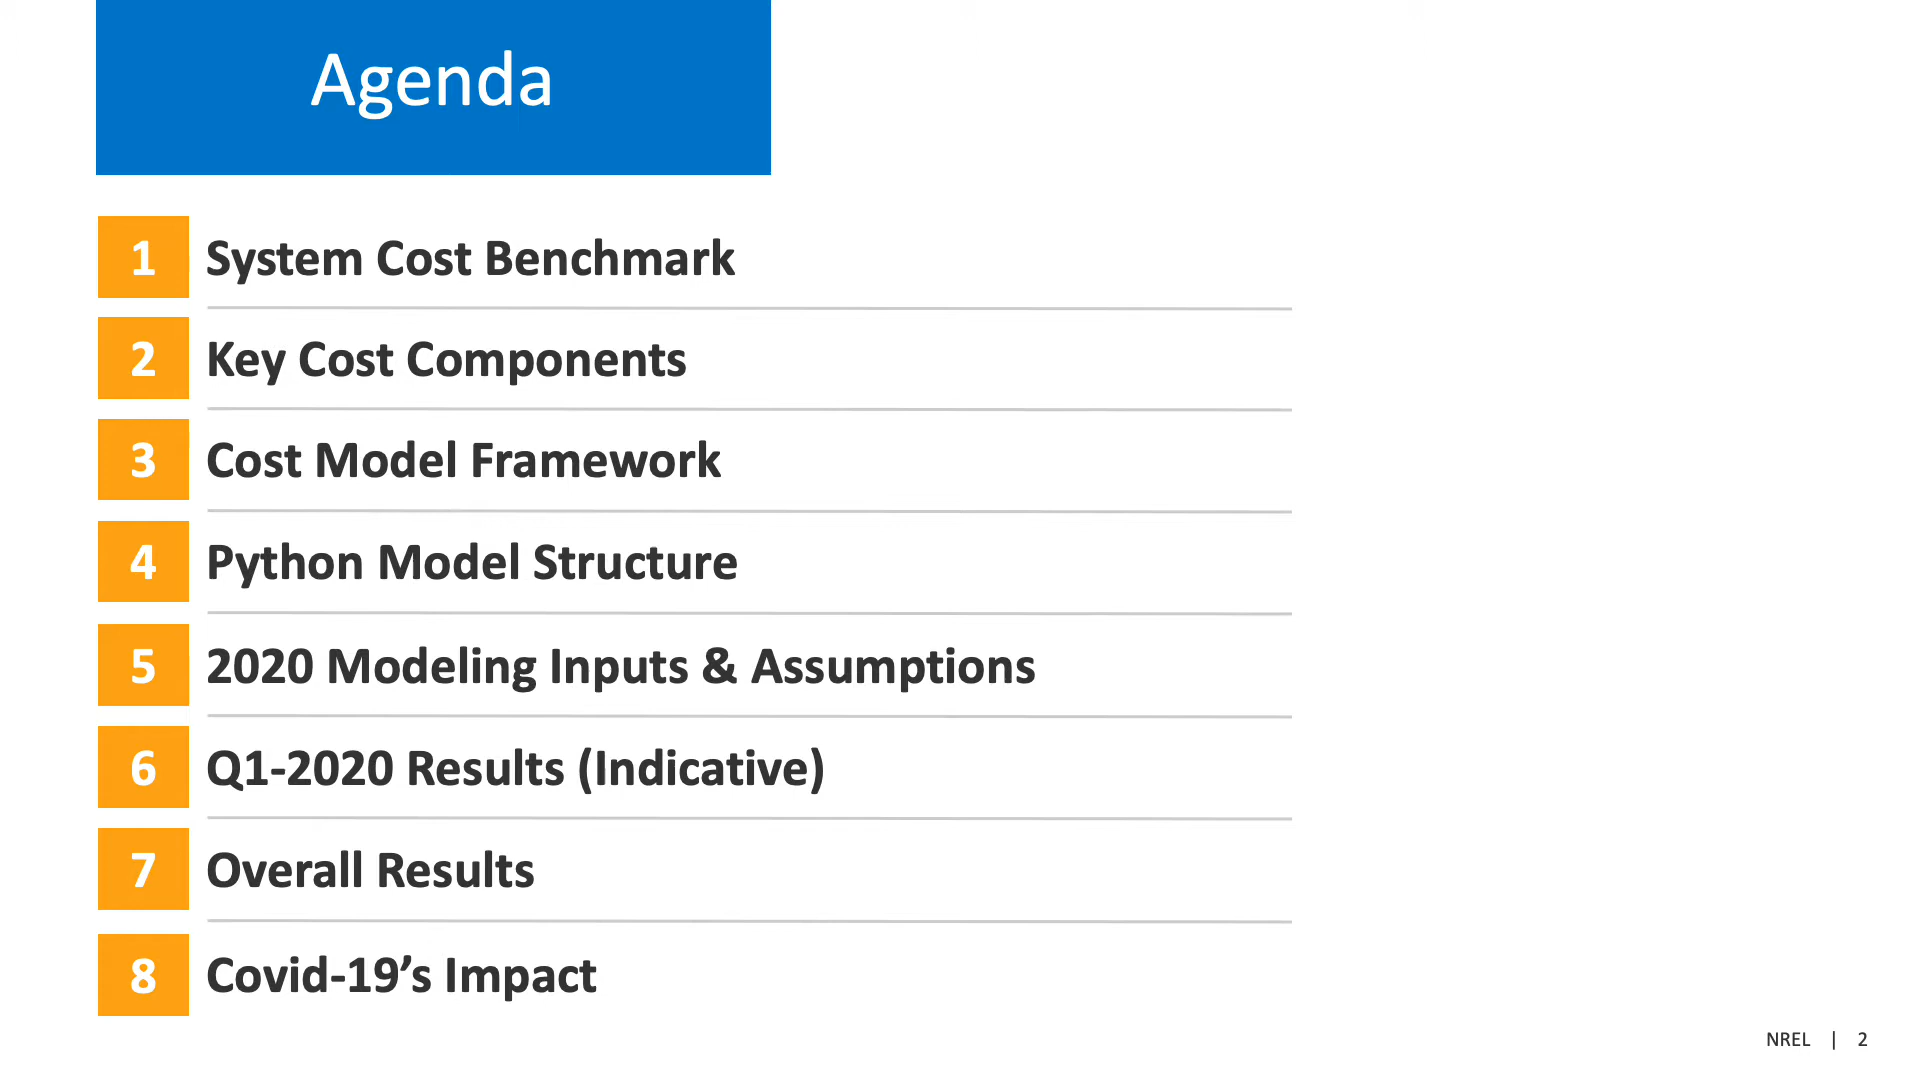 Agenda
1 System Cost Benchmark
2 Key Cost Components
3 Cost Model Framework
4 Python Model Structure
5 2020 Modeling Inputs & Assumptions
6 Q1-2020 Results (Indicative)
7 Overall Results
8 Covid-19’s Impact
NREL | 2